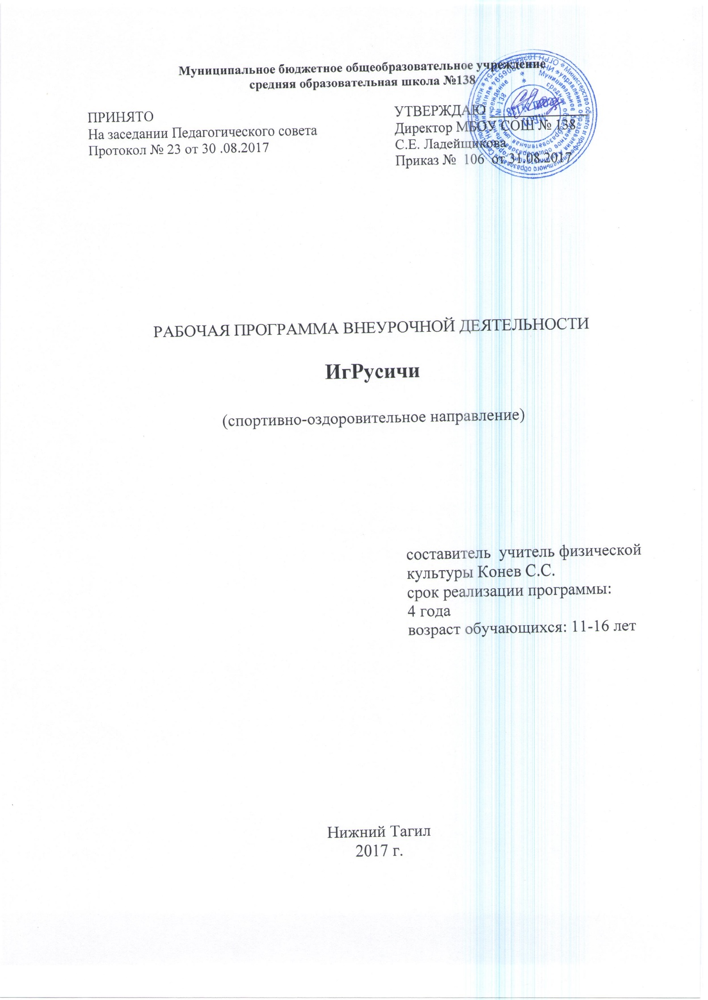 Муниципальное бюджетное общеобразовательное учреждение
средняя образовательная школа №138
ПРИНЯТО
На заседании Педагогического совета
Протокол № 23 от 30 .08.2017
УТВЕРЖДАЮ
Директор МБОУ СОШ № 138
С.Е. Ладейщикова
Приказ № 106 от 31.08.2017
РАБОЧАЯ ПРОГРАММА ВНЕУРОЧНОЙ ДЕЯТЕЛЬНОСТИ
ИгРусичи
(спортивно-оздоровительное направление)
составитель учитель физической
культуры Конев С.С.
срок реализации программы:
4 года
возраст обучающихся: 11-16 лет
Нижний Тагил
2017 г.